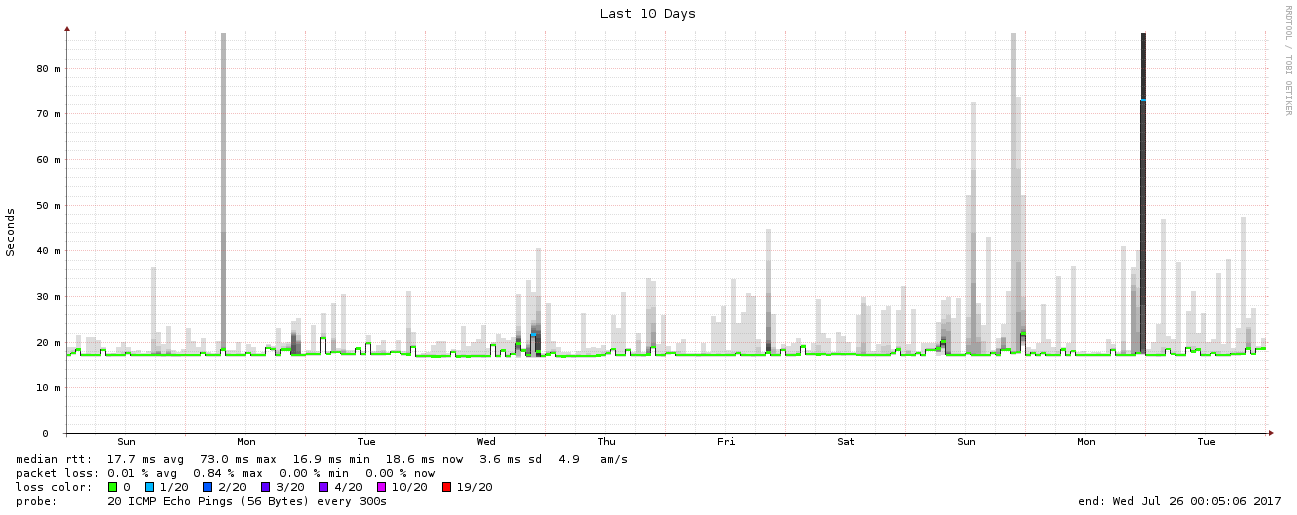 Last 10 Days
RRDTOOL / TOBI OETIKER
Seconds
80 m
70 m
60 m
50 m
40 m
30 m
20 m
10 m
0
Sun Mon Tue Wed Thu Fri Sat Sun Mon Tue
median rtt: 17.7 ms avg 73.0 ms max 16.9 ms min 18.6 ms now 3.6 ms sd 4.9 am/s
packet loss: 0.01 % avg 0.84 % max 0.00 % min 0.00 % now
loss color: 0 1/20 2/20 3/20 4/20 10/20 19/20
probe: 20 ICMP Echo Pings (56 Bytes) every 300s
end: Wed Jul 26 00:05:06 2017